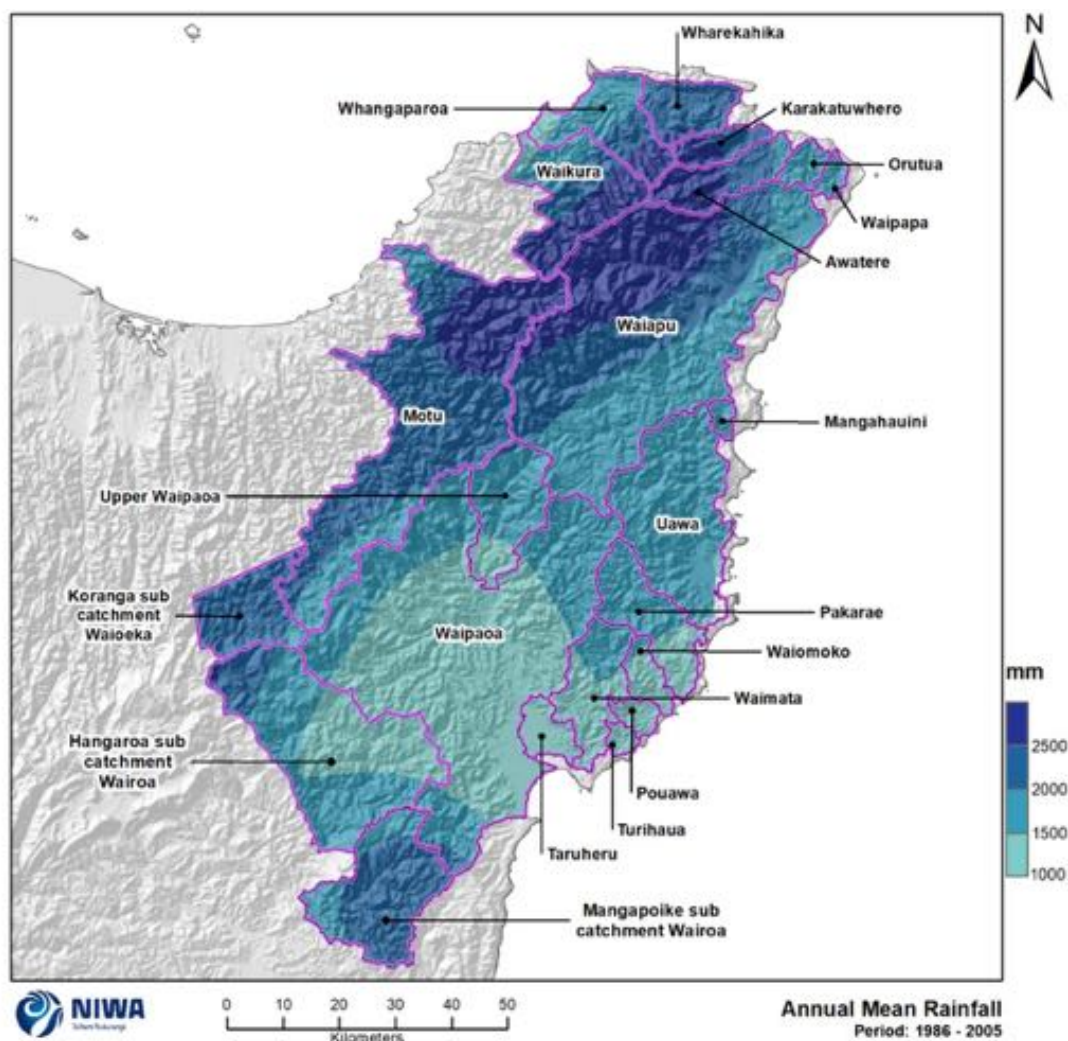 N
Wharekahika
Whangaparoa
Karakatuwhero
Waikura
Orutua
Waipapa
Awatere
Waiapu
Motu
Mangahauini
Upper Waipaoa
Uawa
Koranga sub
catchment
Waioeka
Pakarae
Waipaoa
Waiomoko
mm
Waimata
2500
Hangaroa sub
catchment
Wairoa
2000
Pouawa
1500
Turihaua
Taruheru
1000
Mangapoike sub
catchment Wairoa
NIWA
0 10 20 30 40 50
Kilometers
Annual Mean Rainfall
Period: 1986 - 2005